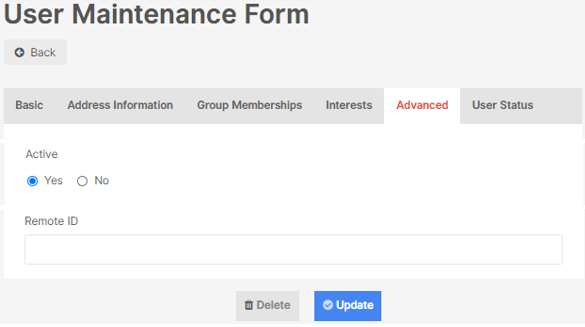 User Maintenance Form
Back
Basic Address Information Group Memberships Interests Advanced User Status
Active
Yes No
Remote ID
Delete Update